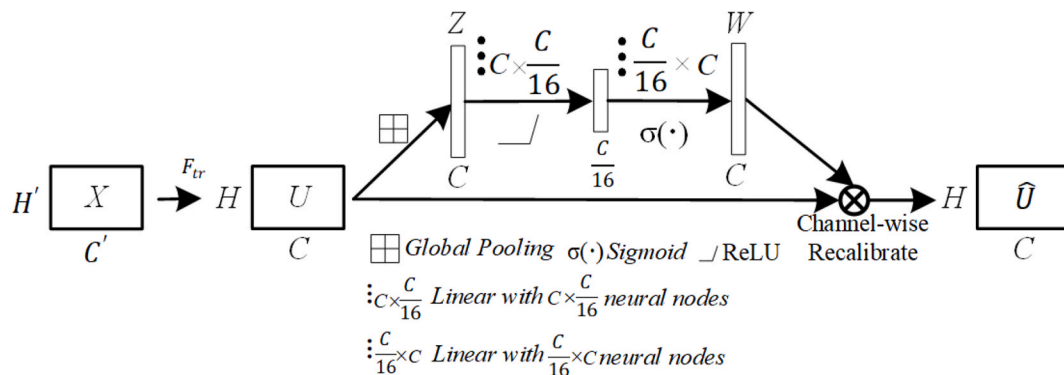 Z W
⋮ C × C/16 ⋮ C/16 × C
σ(·)
C C/16 C
H′ X F_tr H U H Û
C′ C C
Channel-wise
Recalibrate
Global Pooling σ(·) Sigmoid ReLU
⋮ C × C/16 Linear with C × C/16 neural nodes
⋮ C/16 × C Linear with C/16 × C neural nodes